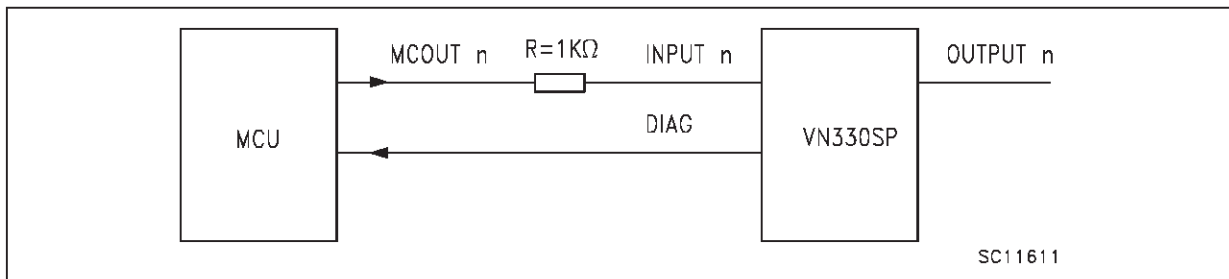 MCOUT n
R=1KΩ
INPUT n
OUTPUT n
MCU
DIAG
VN330SP
SC11611